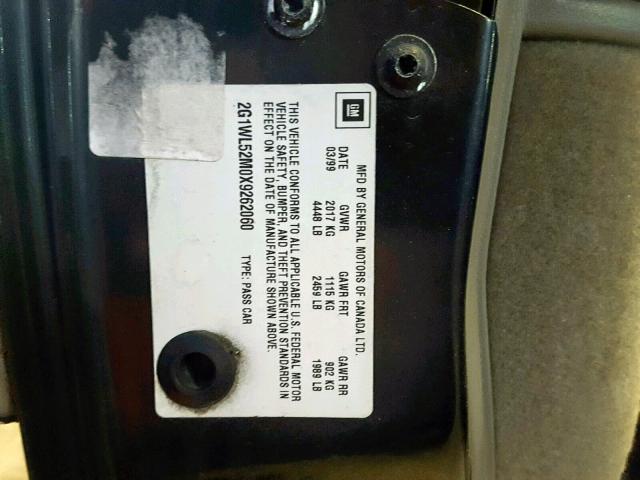 GM
MFD BY GENERAL MOTORS OF CANADA LTD.
DATE GVWR GAWR FRT GAWR RR
03/99 2017 KG 1115 KG 902 KG
4448 LB 2459 LB 1989 LB
THIS VEHICLE CONFORMS TO ALL APPLICABLE U.S. FEDERAL MOTOR
VEHICLE SAFETY, BUMPER, AND THEFT PREVENTION STANDARDS IN
EFFECT ON THE DATE OF MANUFACTURE SHOWN ABOVE.
2G1WL52M0X9262060 TYPE: PASS CAR